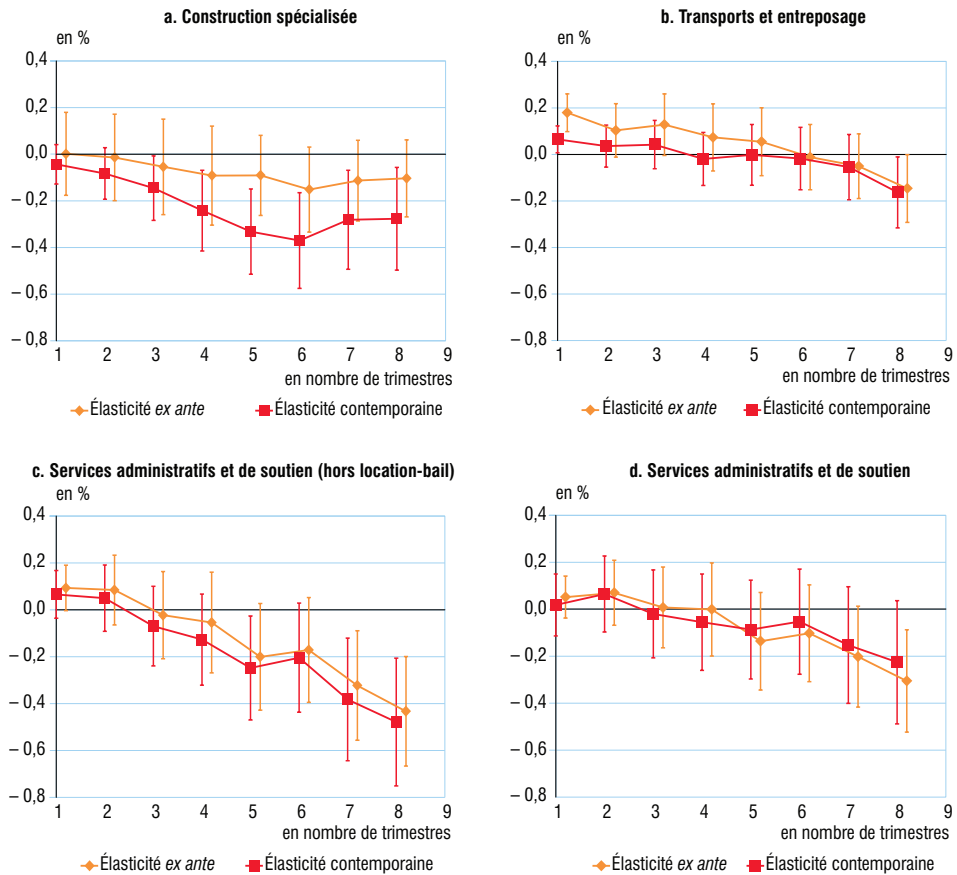 a. Construction spécialisée
en %
0,4
0,2
0,0
– 0,2
– 0,4
– 0,6
– 0,8
1 2 3 4 5 6 7 8 9
en nombre de trimestres
Élasticité ex ante Élasticité contemporaine
b. Transports et entreposage
en %
0,4
0,2
0,0
– 0,2
– 0,4
– 0,6
– 0,8
1 2 3 4 5 6 7 8 9
en nombre de trimestres
Élasticité ex ante Élasticité contemporaine
c. Services administratifs et de soutien (hors location-bail)
en %
0,4
0,2
0,0
– 0,2
– 0,4
– 0,6
– 0,8
1 2 3 4 5 6 7 8 9
en nombre de trimestres
Élasticité ex ante Élasticité contemporaine
d. Services administratifs et de soutien
en %
0,4
0,2
0,0
– 0,2
– 0,4
– 0,6
– 0,8
1 2 3 4 5 6 7 8 9
en nombre de trimestres
Élasticité ex ante Élasticité contemporaine